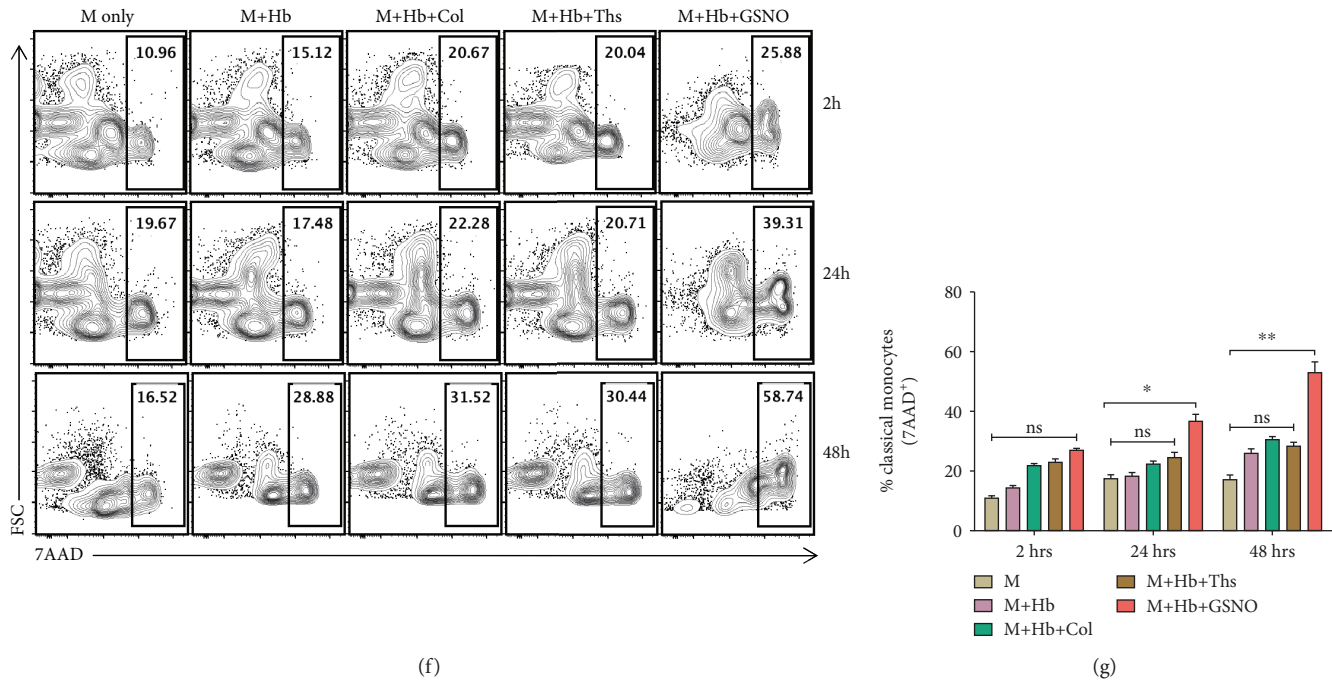 M only M+Hb M+Hb+Col M+Hb+Ths M+Hb+GSNO
10.96 15.12 20.67 20.04 25.88
2h
19.67 17.48 22.28 20.71 39.31
24h
16.52 28.88 31.52 30.44 58.74
48h
FSC
7AAD
(f)
% classical monocytes
(7AAD⁺)
80
60
40
20
0
ns
ns
*
ns
**
2 hrs 24 hrs 48 hrs
M M+Hb+Ths
M+Hb M+Hb+GSNO
M+Hb+Col
(g)